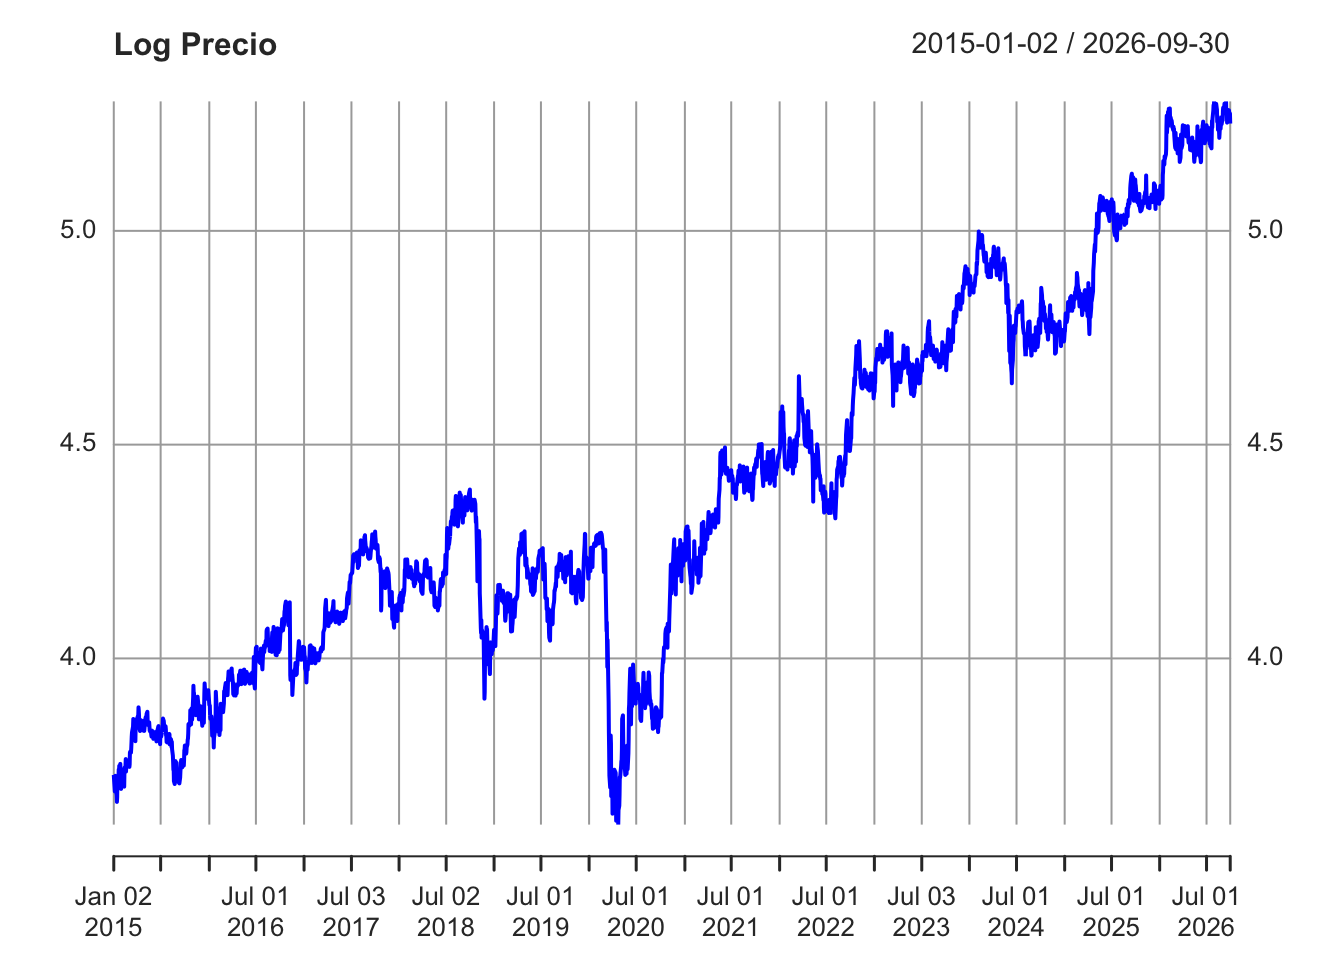 Log Precio 2015-01-02 / 2026-09-30
5.0 5.0
4.5 4.5
4.0 4.0
Jan 02 Jul 01 Jul 03 Jul 02 Jul 01 Jul 01 Jul 01 Jul 01 Jul 03 Jul 01 Jul 01 Jul 01
2015 2016 2017 2018 2019 2020 2021 2022 2023 2024 2025 2026